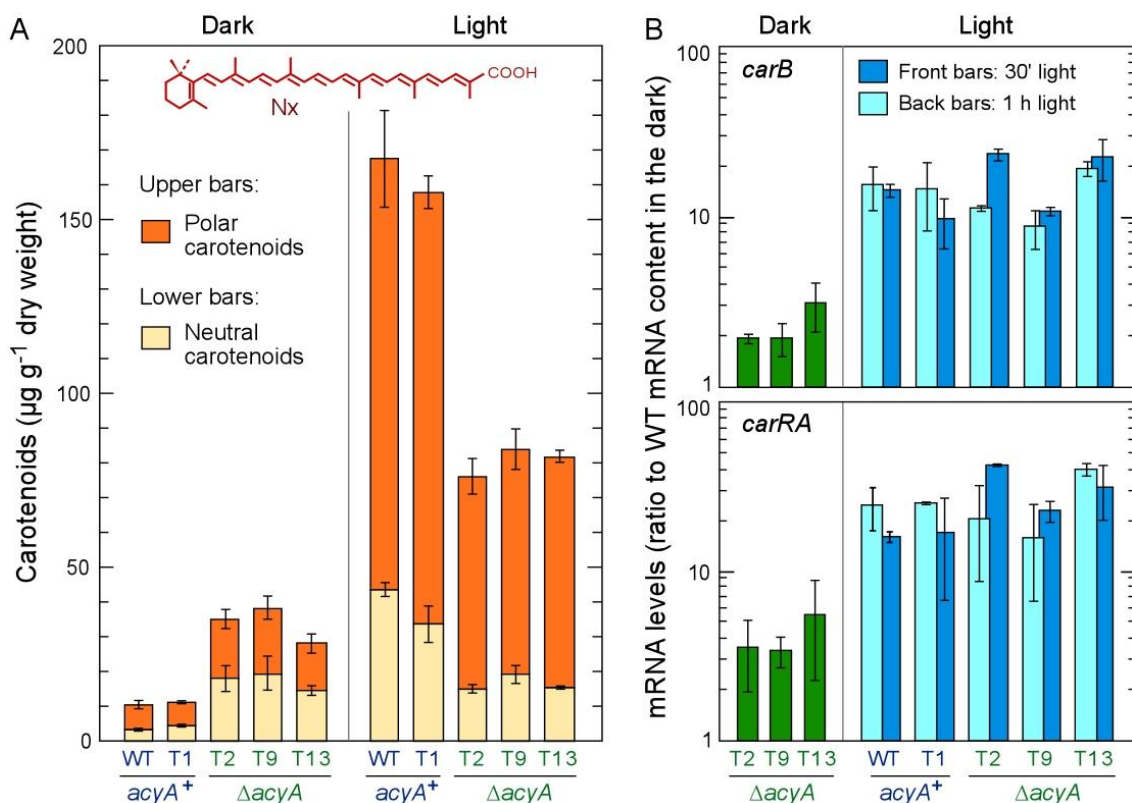 A
Dark
Light
200
150
100
50
0
Carotenoids (µg g⁻¹ dry weight)
COOH
Nx
Upper bars:
Polar
carotenoids
Lower bars:
Neutral
carotenoids
WT T1 T2 T9 T13 WT T1 T2 T9 T13
acyA⁺ ΔacyA acyA⁺ ΔacyA
B
Dark
Light
mRNA levels (ratio to WT mRNA content in the dark)
100
10
1
carB
Front bars: 30' light
Back bars: 1 h light
100
10
1
carRA
T2 T9 T13 WT T1 T2 T9 T13
ΔacyA acyA⁺ ΔacyA